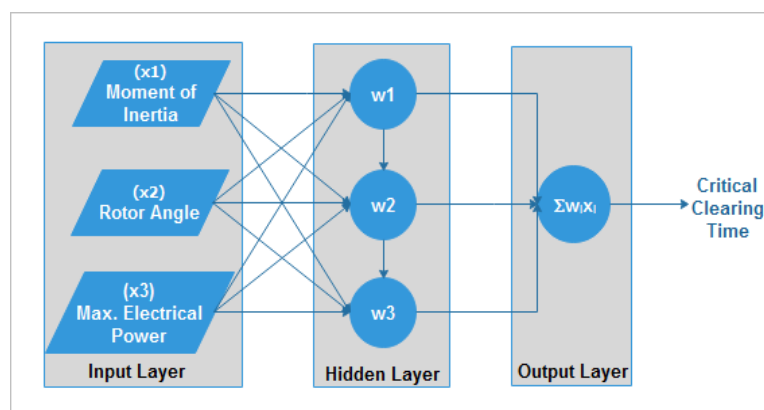 (x1)
Moment of
Inertia
(x2)
Rotor Angle
(x3)
Max. Electrical
Power
Input Layer
w1
w2
w3
Hidden Layer
Σwᵢxᵢ
Output Layer
Critical
Clearing
Time